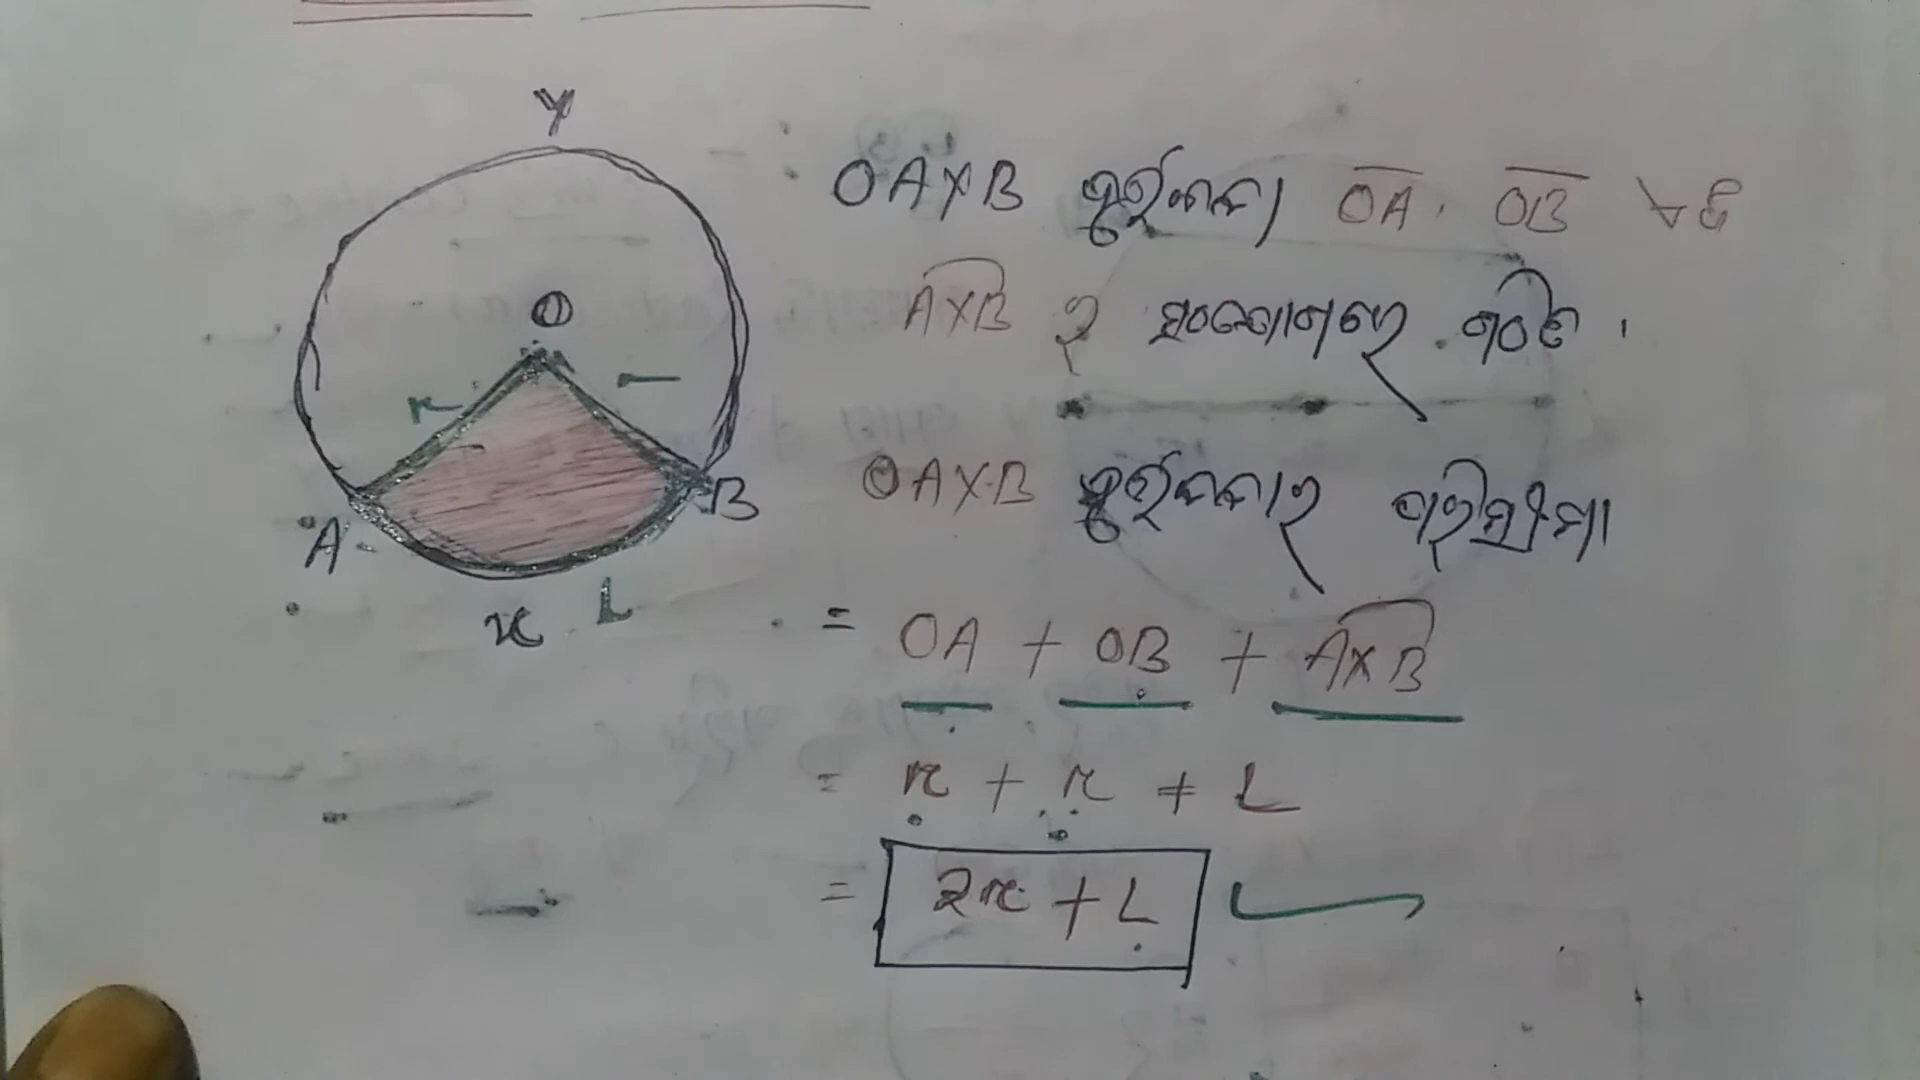 Y
O
r
A
B
x
L
OAXB ବୃତ୍ତକଳା OA, OB ଏବଂ
AXB ର ସଂଯୋଗରେ ଗଠିତ ।
OAXB ବୃତ୍ତକଳାର ପରିସୀମା
= OA + OB + AXB
= r + r + L
= 2r + L